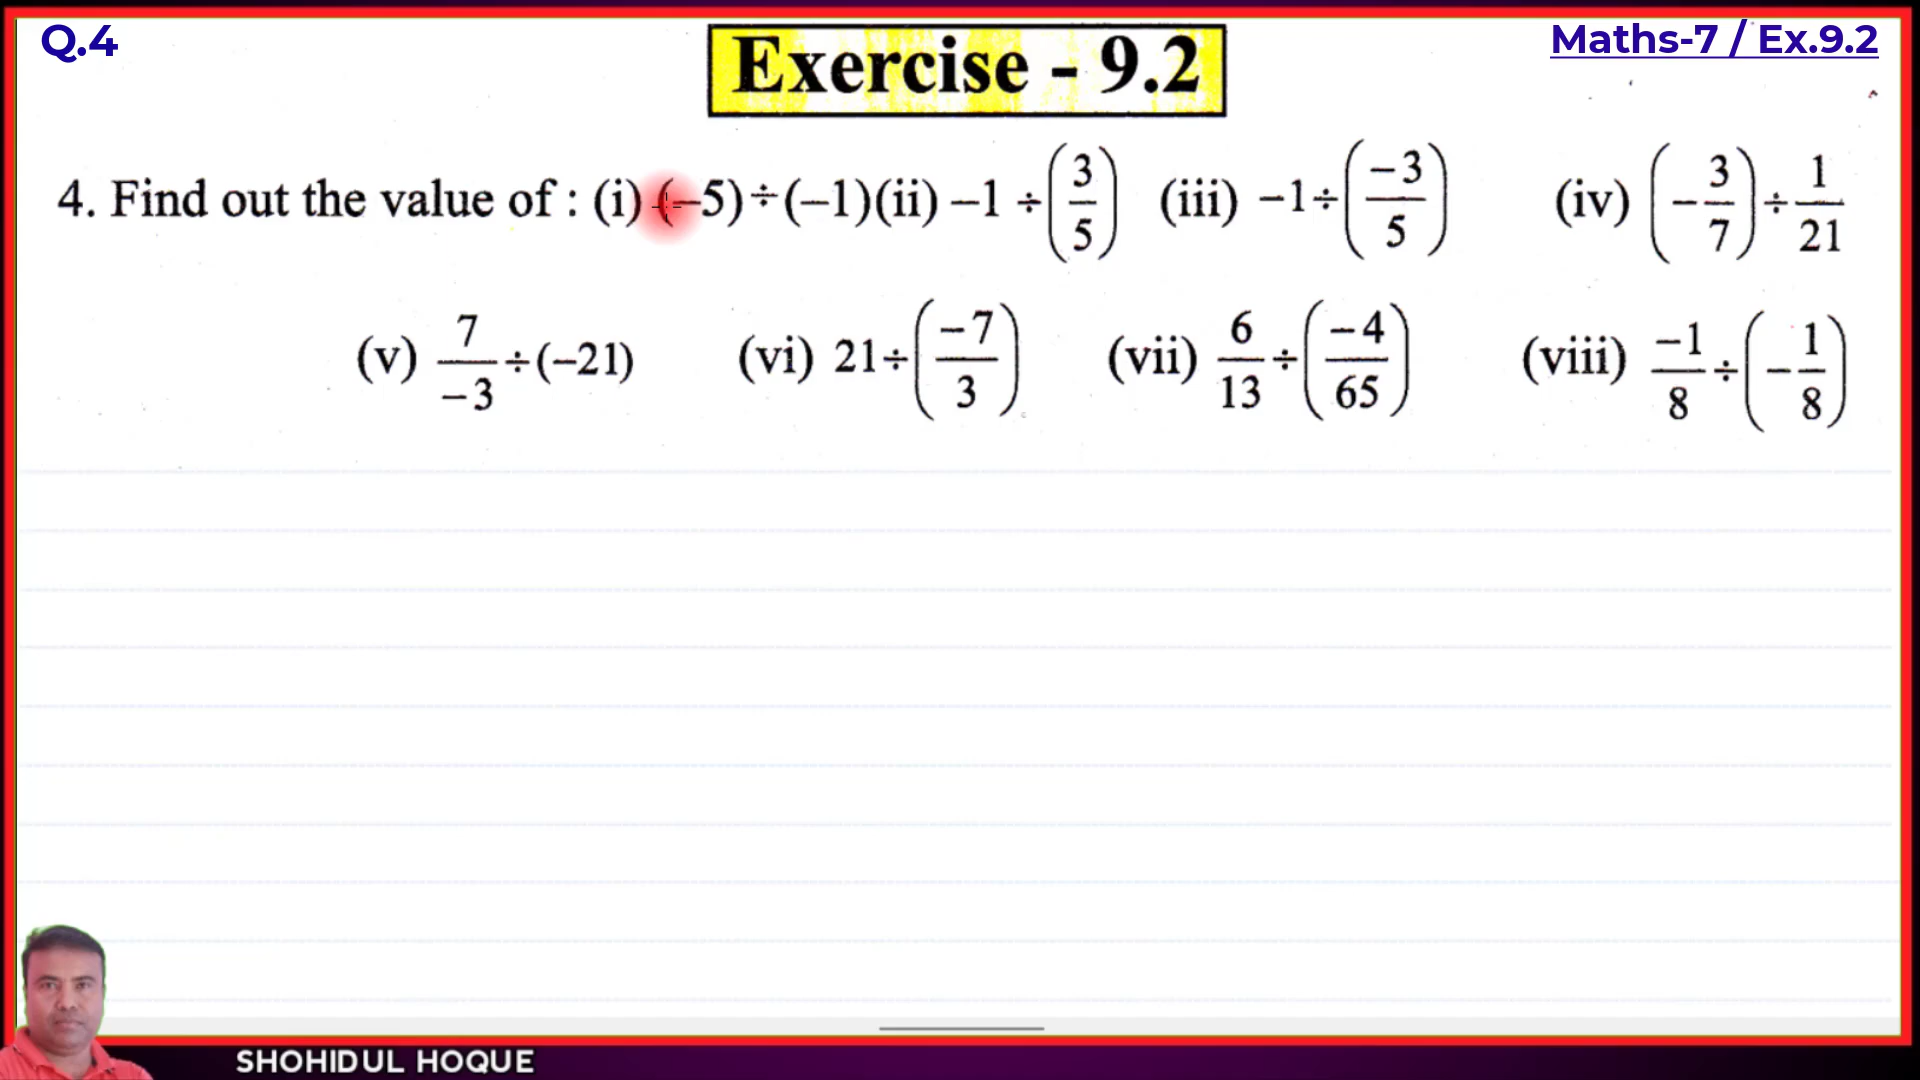 Q.4
Exercise - 9.2
Maths-7 / Ex.9.2
4. Find out the value of : (i) (–5) ÷ (–1) (ii) –1 ÷ (3/5) (iii) –1 ÷ (–3/5) (iv) (–3/7) ÷ 1/21
(v) 7/–3 ÷ (–21) (vi) 21 ÷ (–7/3) (vii) 6/13 ÷ (–4/65) (viii) –1/8 ÷ (–1/8)
SHOHIDUL HOQUE